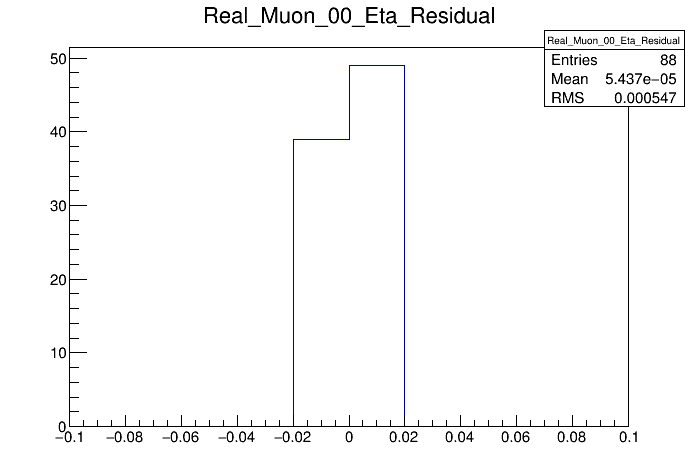 Real_Muon_00_Eta_Residual
Real_Muon_00_Eta_Residual
Entries 88
Mean 5.437e−05
RMS 0.000547
50
40
30
20
10
0
−0.1 −0.08 −0.06 −0.04 −0.02 0 0.02 0.04 0.06 0.08 0.1